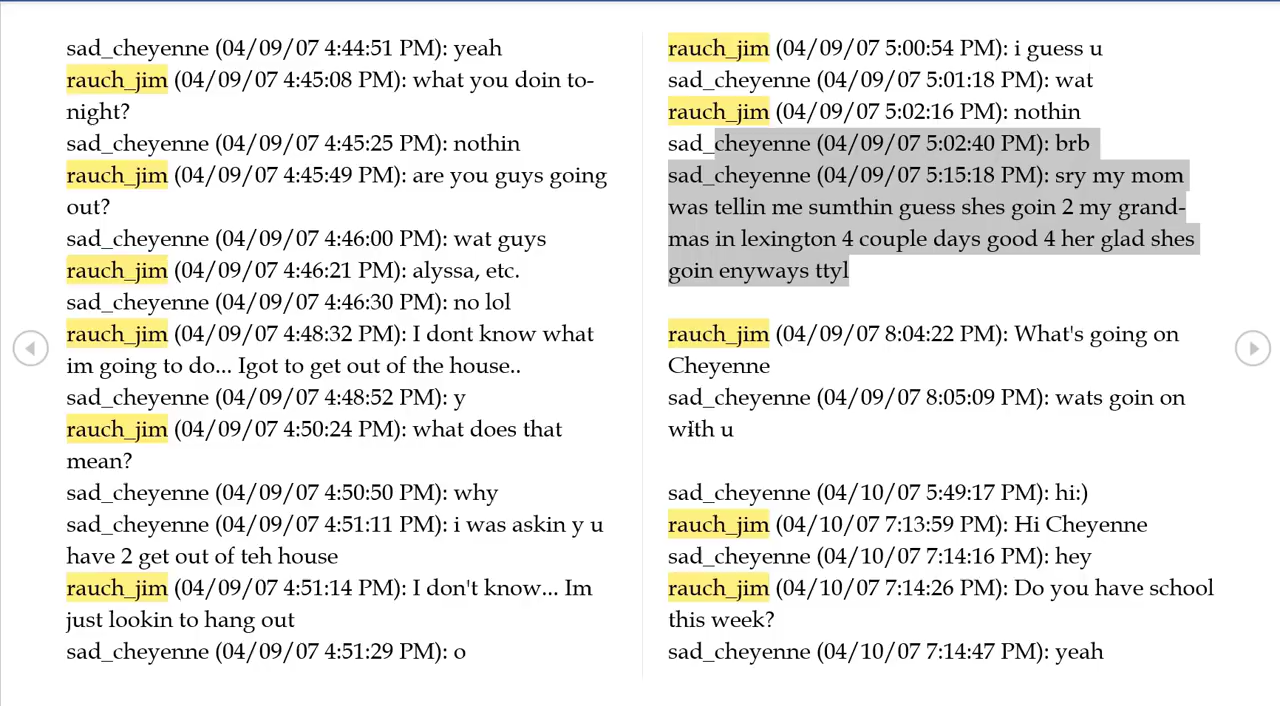 sad_cheyenne (04/09/07 4:44:51 PM): yeah
rauch_jim (04/09/07 4:45:08 PM): what you doin to-
night?
sad_cheyenne (04/09/07 4:45:25 PM): nothin
rauch_jim (04/09/07 4:45:49 PM): are you guys going
out?
sad_cheyenne (04/09/07 4:46:00 PM): wat guys
rauch_jim (04/09/07 4:46:21 PM): alyssa, etc.
sad_cheyenne (04/09/07 4:46:30 PM): no lol
rauch_jim (04/09/07 4:48:32 PM): I dont know what
im going to do... Igot to get out of the house..
sad_cheyenne (04/09/07 4:48:52 PM): y
rauch_jim (04/09/07 4:50:24 PM): what does that
mean?
sad_cheyenne (04/09/07 4:50:50 PM): why
sad_cheyenne (04/09/07 4:51:11 PM): i was askin y u
have 2 get out of teh house
rauch_jim (04/09/07 4:51:14 PM): I don't know... Im
just lookin to hang out
sad_cheyenne (04/09/07 4:51:29 PM): o
rauch_jim (04/09/07 5:00:54 PM): i guess u
sad_cheyenne (04/09/07 5:01:18 PM): wat
rauch_jim (04/09/07 5:02:16 PM): nothin
sad_cheyenne (04/09/07 5:02:40 PM): brb
sad_cheyenne (04/09/07 5:15:18 PM): sry my mom
was tellin me sumthin guess shes goin 2 my grand-
mas in lexington 4 couple days good 4 her glad shes
goin enyways ttyl
rauch_jim (04/09/07 8:04:22 PM): What's going on
Cheyenne
sad_cheyenne (04/09/07 8:05:09 PM): wats goin on
with u
sad_cheyenne (04/10/07 5:49:17 PM): hi:)
rauch_jim (04/10/07 7:13:59 PM): Hi Cheyenne
sad_cheyenne (04/10/07 7:14:16 PM): hey
rauch_jim (04/10/07 7:14:26 PM): Do you have school
this week?
sad_cheyenne (04/10/07 7:14:47 PM): yeah